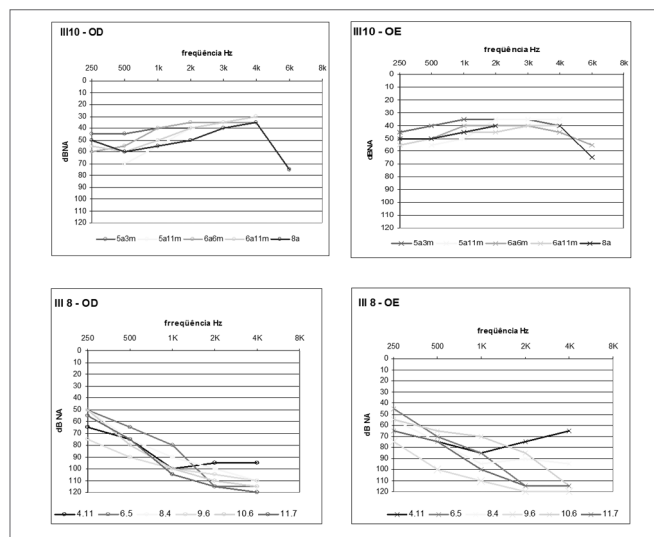 III10 - OD
freqüência Hz
250 500 1k 2k 3k 4k 6k 8k
0
10
20
30
40
50
60
70
80
90
100
110
120
dBNA
5a3m 5a11m 6a6m 6a11m 8a
III10 - OE
freqüência Hz
250 500 1k 2k 3k 4k 6k 8k
0
10
20
30
40
50
60
70
80
90
100
110
120
dBNA
5a3m 5a11m 6a6m 6a11m 8a
III 8 - OD
frreqüência Hz
250 500 1K 2K 4K 8K
0
10
20
30
40
50
60
70
80
90
100
110
120
dB NA
4.11 6.5 8.4 9.6 10.6 11.7
III 8 - OE
freqüência Hz
250 500 1K 2K 4K 8K
0
10
20
30
40
50
60
70
80
90
100
110
120
dB NA
4.11 6.5 8.4 9.6 10.6 11.7